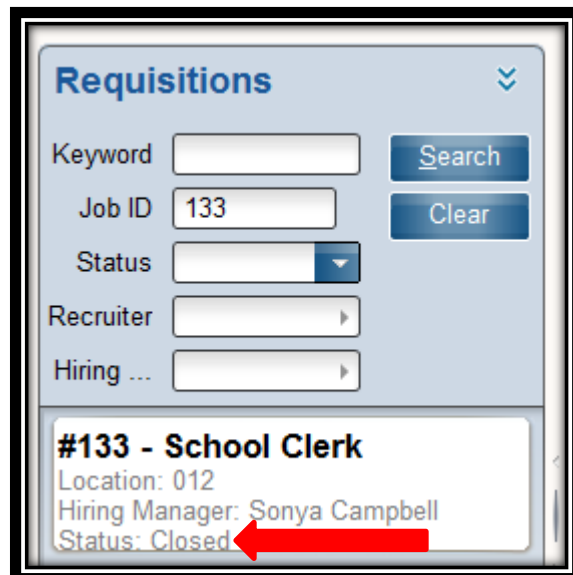 Requisitions
Keyword
Search
Job ID 133
Clear
Status
Recruiter
Hiring ...
#133 - School Clerk
Location: 012
Hiring Manager: Sonya Campbell
Status: Closed